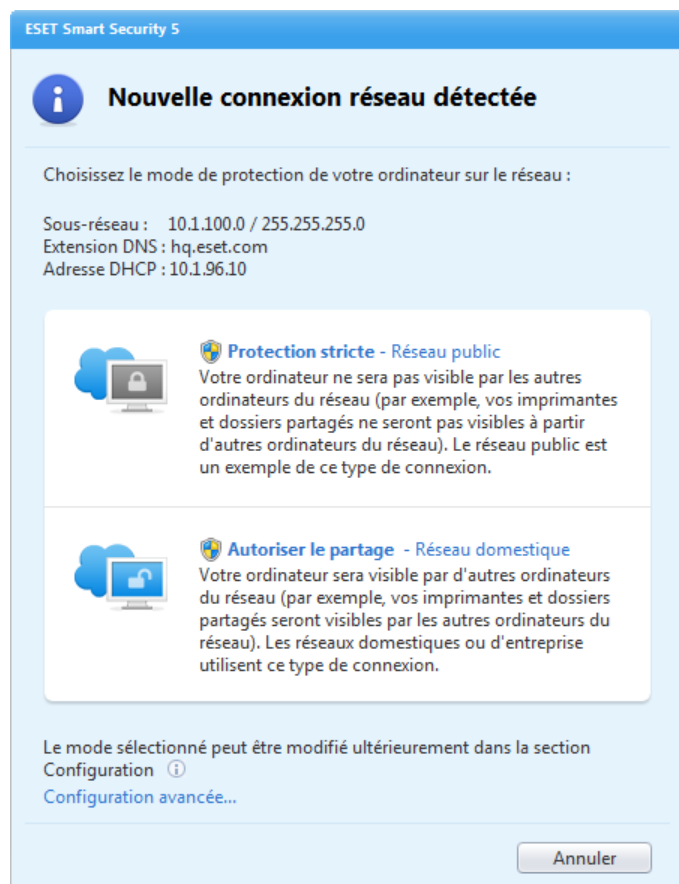 ESET Smart Security 5
Nouvelle connexion réseau détectée
Choisissez le mode de protection de votre ordinateur sur le réseau :
Sous-réseau : 10.1.100.0 / 255.255.255.0
Extension DNS : hq.eset.com
Adresse DHCP : 10.1.96.10
Protection stricte - Réseau public
Votre ordinateur ne sera pas visible par les autres
ordinateurs du réseau (par exemple, vos imprimantes
et dossiers partagés ne seront pas visibles à partir
d'autres ordinateurs du réseau). Le réseau public est
un exemple de ce type de connexion.
Autoriser le partage - Réseau domestique
Votre ordinateur sera visible par d'autres ordinateurs
du réseau (par exemple, vos imprimantes et dossiers
partagés seront visibles par les autres ordinateurs du
réseau). Les réseaux domestiques ou d'entreprise
utilisent ce type de connexion.
Le mode sélectionné peut être modifié ultérieurement dans la section
Configuration
Configuration avancée...
Annuler